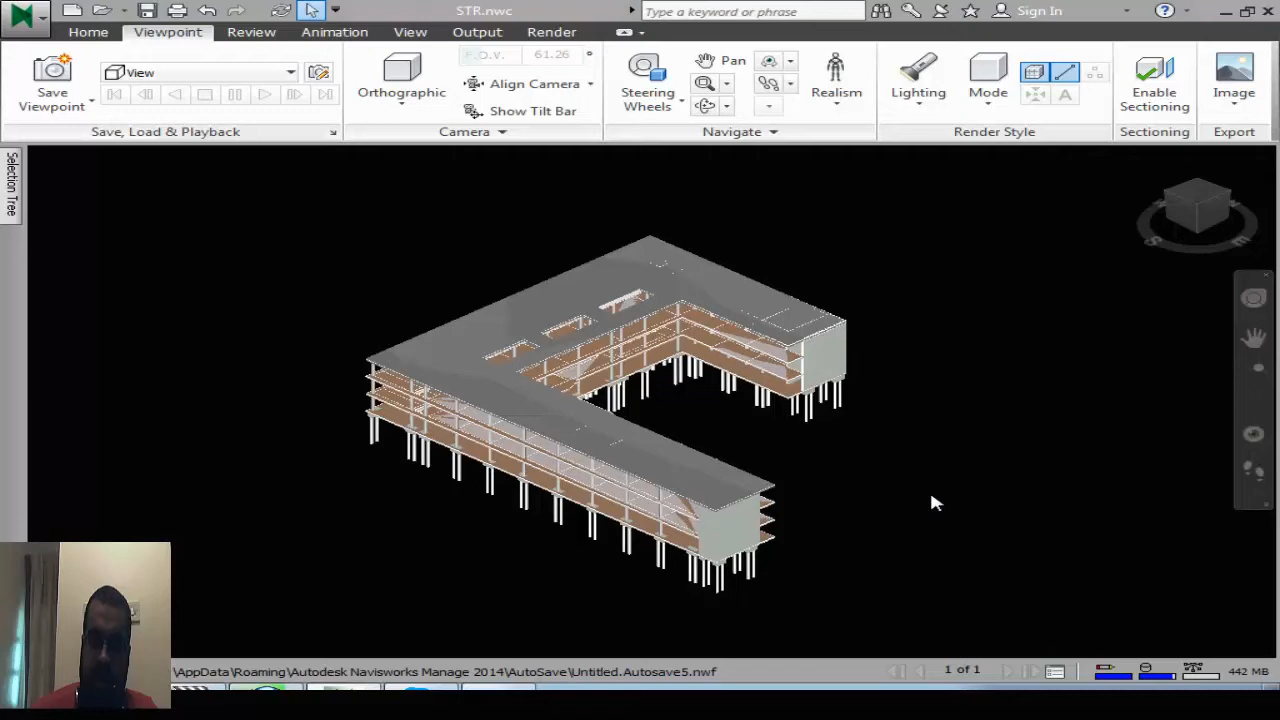 STR.nwc
Type a keyword or phrase
Sign In
Home Viewpoint Review Animation View Output Render
Save Viewpoint
View
Save, Load & Playback
Orthographic
F.O.V. 61.26 °
Align Camera
Show Tilt Bar
Camera
Steering Wheels
Pan
Realism
Navigate
Lighting
Mode
A
Render Style
Enable Sectioning
Sectioning
Image
Export
Selection Tree
S
E
\AppData\Roaming\Autodesk Navisworks Manage 2014\AutoSave\Untitled.Autosave5.nwf
1 of 1
442 MB